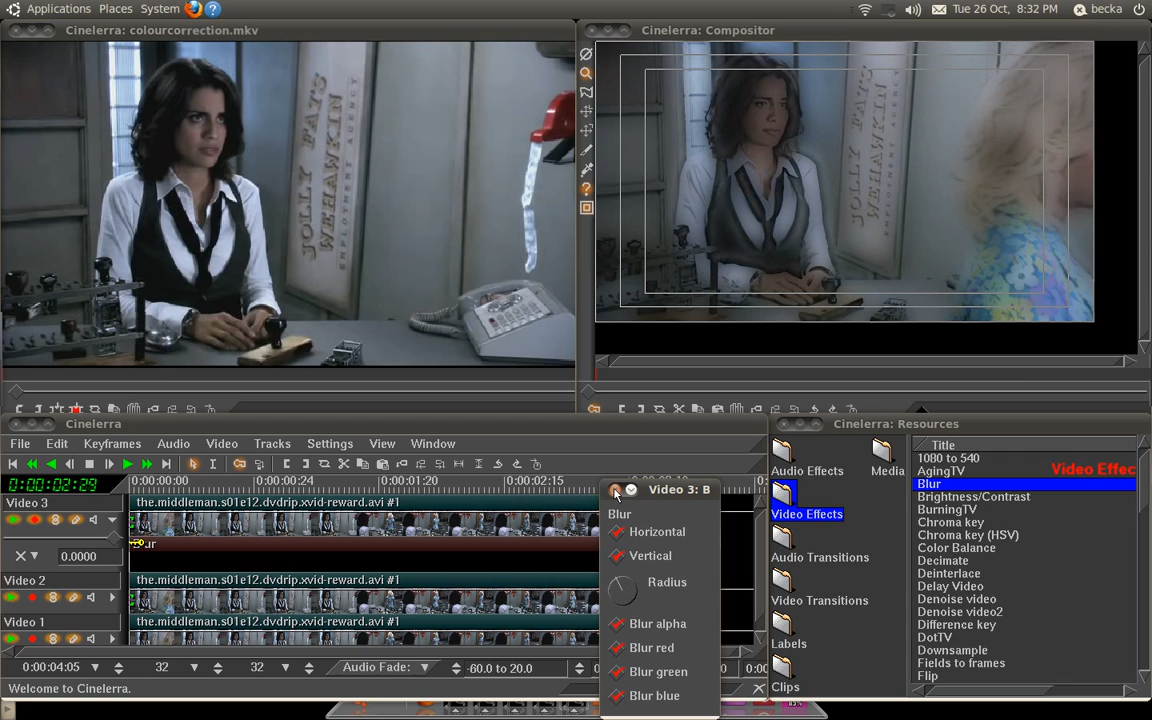 Applications Places System
Tue 26 Oct, 8:32 PM becka
Cinelerra: colourcorrection.mkv
Cinelerra: Compositor
JOLLY FATS
WEHAWKIN
EMPLOYMENT AGENCY
JOLLY FATS
WEHAWKIN
Cinelerra
Cinelerra: Resources
File Edit Keyframes Audio Video Tracks Settings View Window
0:00:02:29
0:00:00:00 0:00:00:24 0:00:01:20 0:00:02:15
Video 3
the.middleman.s01e12.dvdrip.xvid-reward.avi #1
0.0000
Video 2
the.middleman.s01e12.dvdrip.xvid-reward.avi #1
Video 1
the.middleman.s01e12.dvdrip.xvid-reward.avi #1
0:00:04:05 32 32 Audio Fade: -60.0 to 20.0
Welcome to Cinelerra.
Video 3: B
Blur
Horizontal
Vertical
Radius
Blur alpha
Blur red
Blur green
Blur blue
Audio Effects
Media
Video Effects
Audio Transitions
Video Transitions
Labels
Clips
Title
Video Effec
1080 to 540
AgingTV
Blur
Brightness/Contrast
BurningTV
Chroma key
Chroma key (HSV)
Color Balance
Decimate
Deinterlace
Delay Video
Denoise video
Denoise video2
Difference key
DotTV
Downsample
Fields to frames
Flip